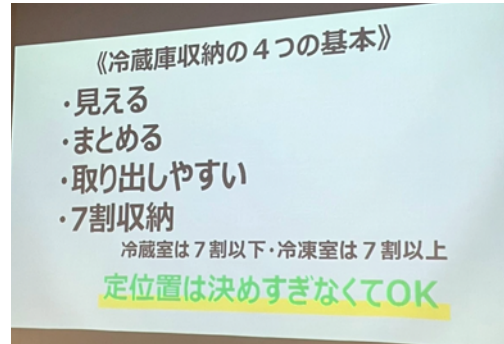 《冷蔵庫収納の4つの基本》
・見える
・まとめる
・取り出しやすい
・7割収納
冷蔵室は7割以下・冷凍室は7割以上
定位置は決めすぎなくてOK